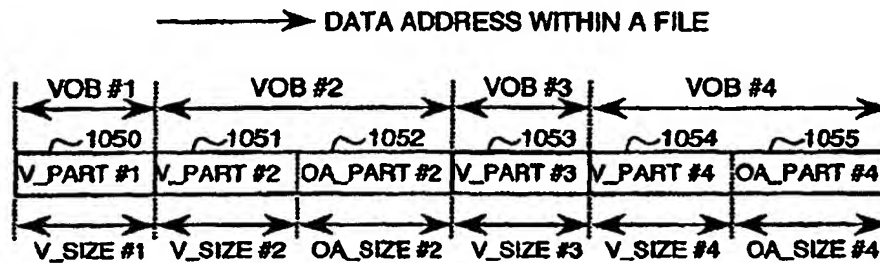 DATA ADDRESS WITHIN A FILE
VOB #1 VOB #2 VOB #3 VOB #4
1050 1051 1052 1053 1054 1055
V_PART #1 V_PART #2 OA_PART #2 V_PART #3 V_PART #4 OA_PART #4
V_SIZE #1 V_SIZE #2 OA_SIZE #2 V_SIZE #3 V_SIZE #4 OA_SIZE #4